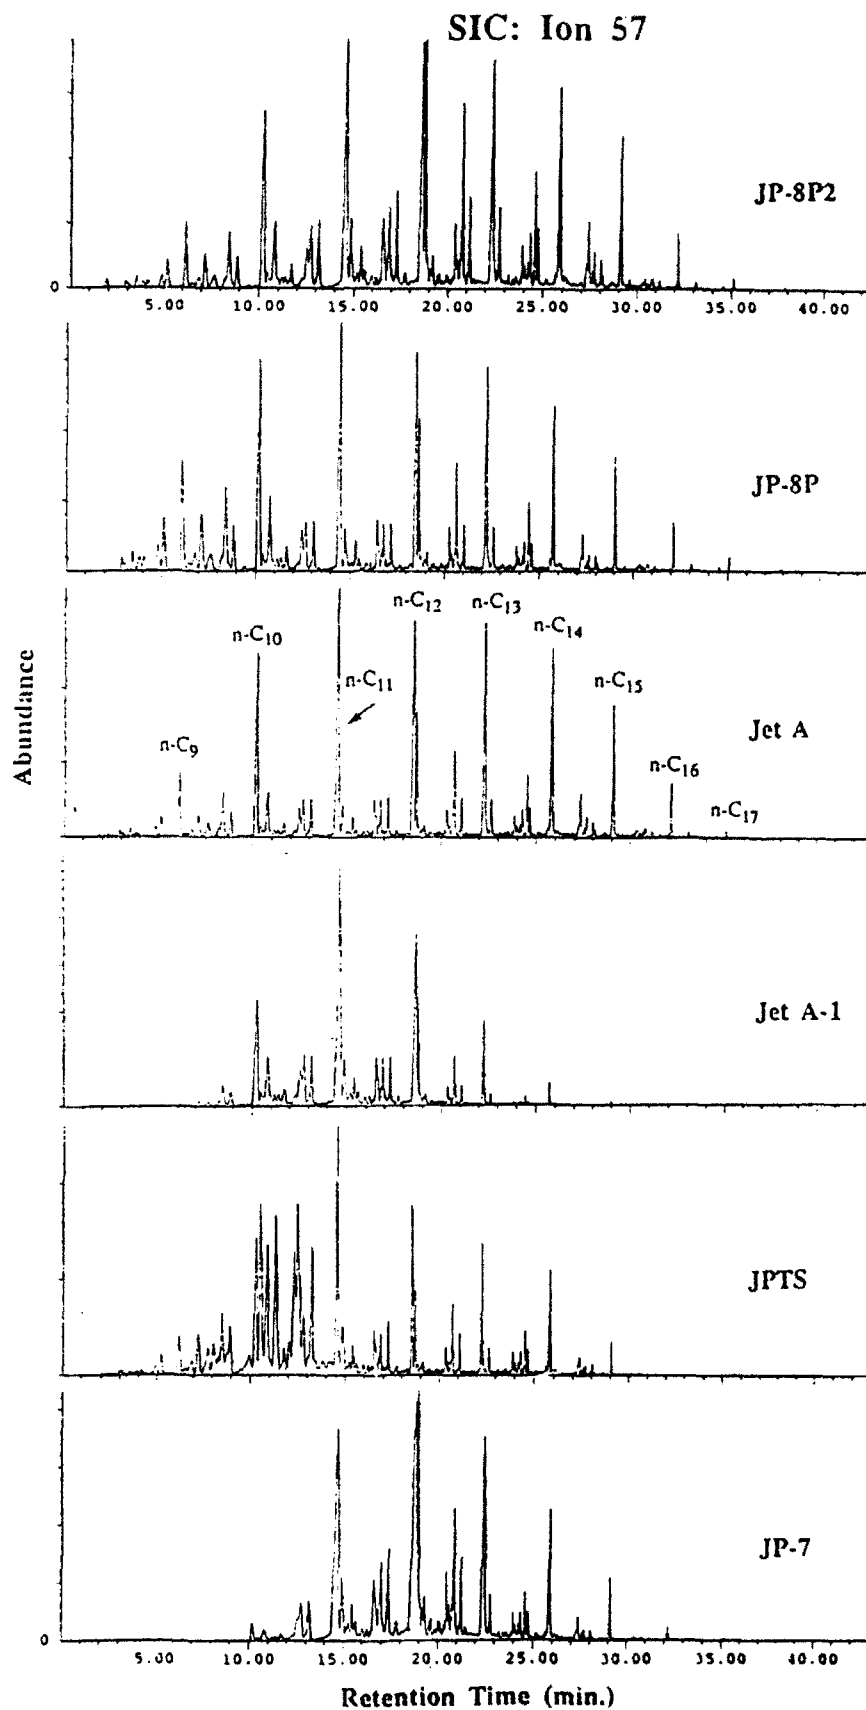 SIC: Ion 57
JP-8P2
0
5.00 10.00 15.00 20.00 25.00 30.00 35.00 40.00
JP-8P
Abundance
n-C9
n-C10
n-C11
n-C12
n-C13
n-C14
n-C15
n-C16
n-C17
Jet A
Jet A-1
JPTS
JP-7
0
5.00 10.00 15.00 20.00 25.00 30.00 35.00 40.00
Retention Time (min.)